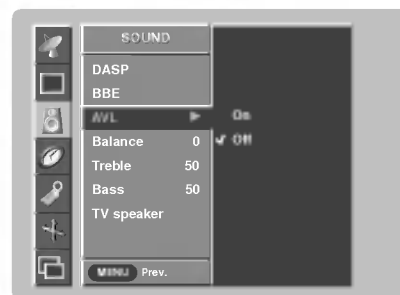 SOUND
DASP
BBE
AVL ▶ On
Balance 0 ✔ Off
Treble 50
Bass 50
TV speaker
MENU Prev.